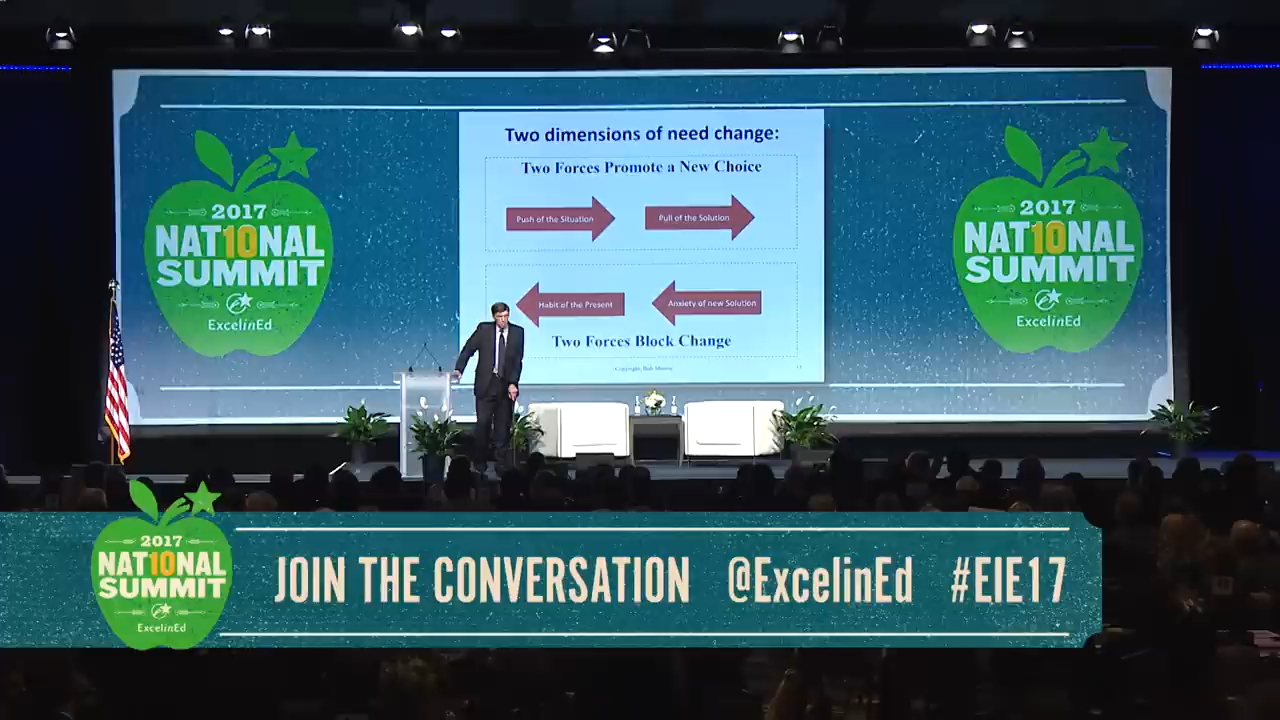 Two dimensions of need change:
Two Forces Promote a New Choice
Push of the Situation
Pull of the Solution
Habit of the Present
Anxiety of new Solution
Two Forces Block Change
2017
NAT10NAL
SUMMIT
ExcelinEd
2017
NAT10NAL
SUMMIT
ExcelinEd
2017
NAT10NAL
SUMMIT
ExcelinEd
JOIN THE CONVERSATION @ExcelinEd #EIE17